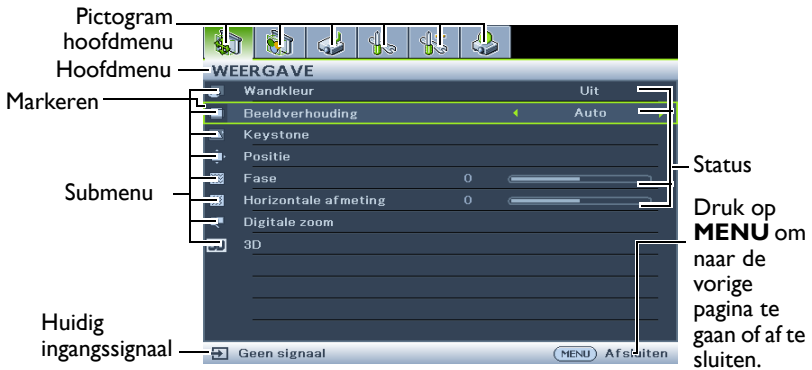 Pictogram
hoofdmenu
Hoofdmenu
WEERGAVE
Markeren
Wandkleur Uit
Beeldverhouding Auto
Keystone
Positie
Fase 0
Horizontale afmeting 0
Digitale zoom
3D
Submenu
Status
Druk op
MENU om
naar de
vorige
pagina te
gaan of af te
sluiten.
Huidig
ingangssignaal
Geen signaal
MENU Afsluiten